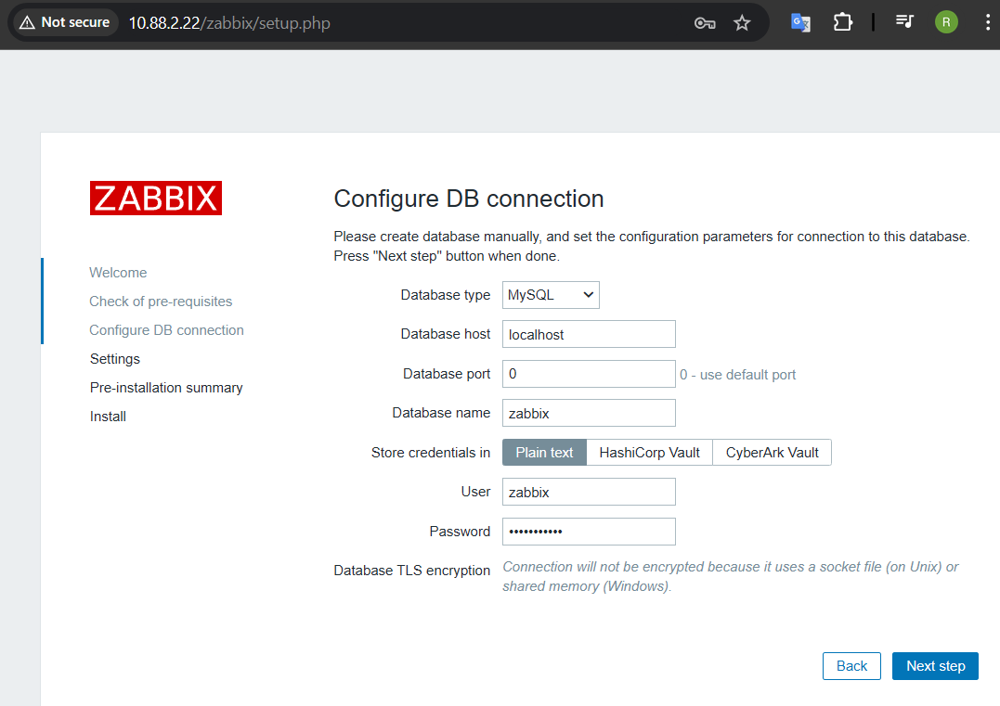 Not secure 10.88.2.22/zabbix/setup.php R
ZABBIX
Welcome
Check of pre-requisites
Configure DB connection
Settings
Pre-installation summary
Install
Configure DB connection
Please create database manually, and set the configuration parameters for connection to this database.
Press "Next step" button when done.
Database type MySQL
Database host localhost
Database port 0 0 - use default port
Database name zabbix
Store credentials in Plain text HashiCorp Vault CyberArk Vault
User zabbix
Password •••••••••••
Database TLS encryption Connection will not be encrypted because it uses a socket file (on Unix) or
shared memory (Windows).
Back Next step